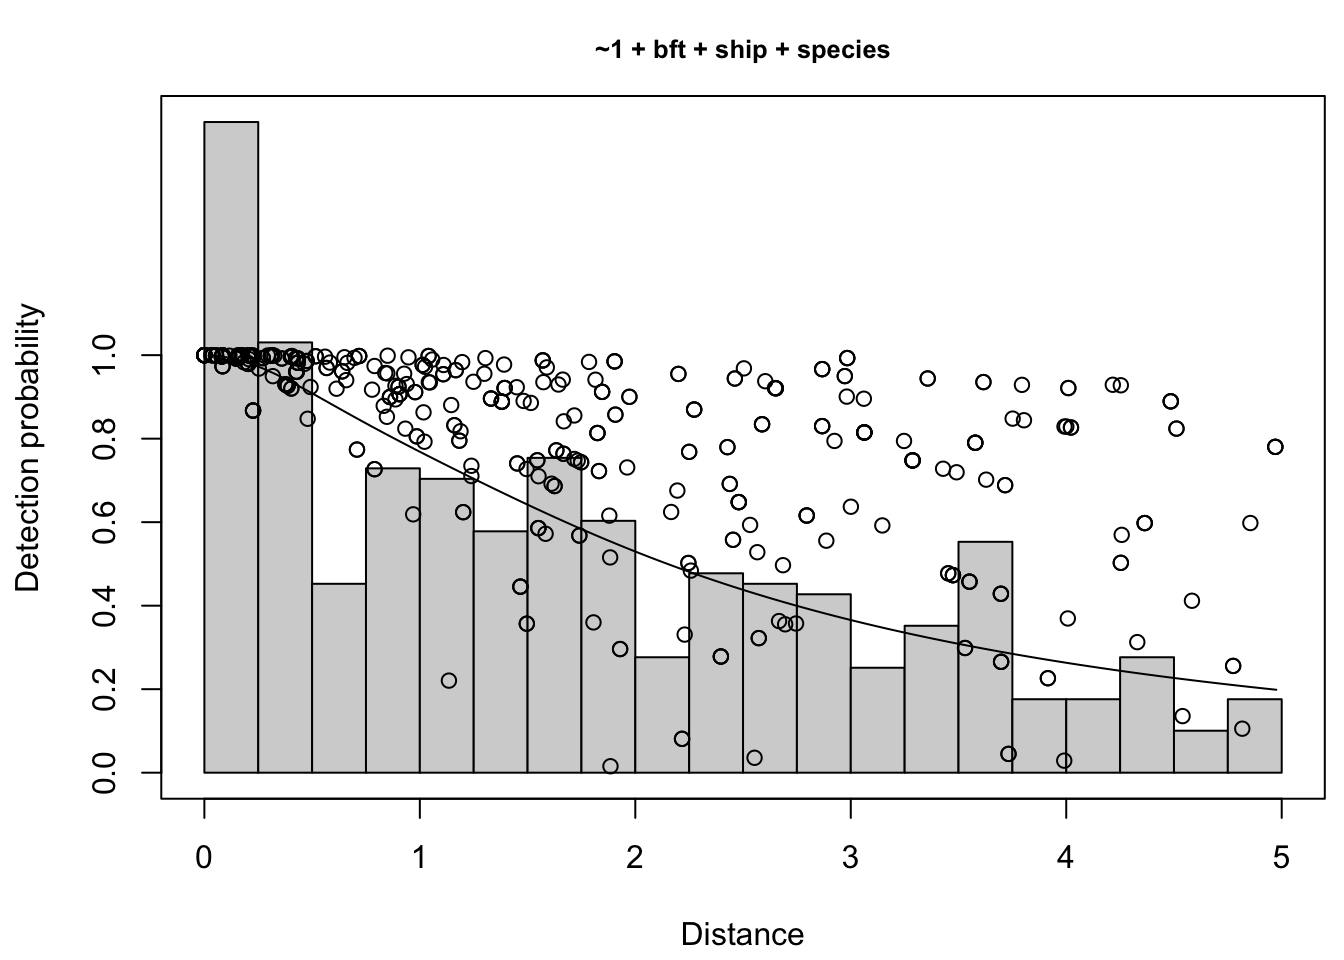 ~1 + bft + ship + species
Detection probability
1.0
0.8
0.6
0.4
0.2
0.0
0 1 2 3 4 5
Distance